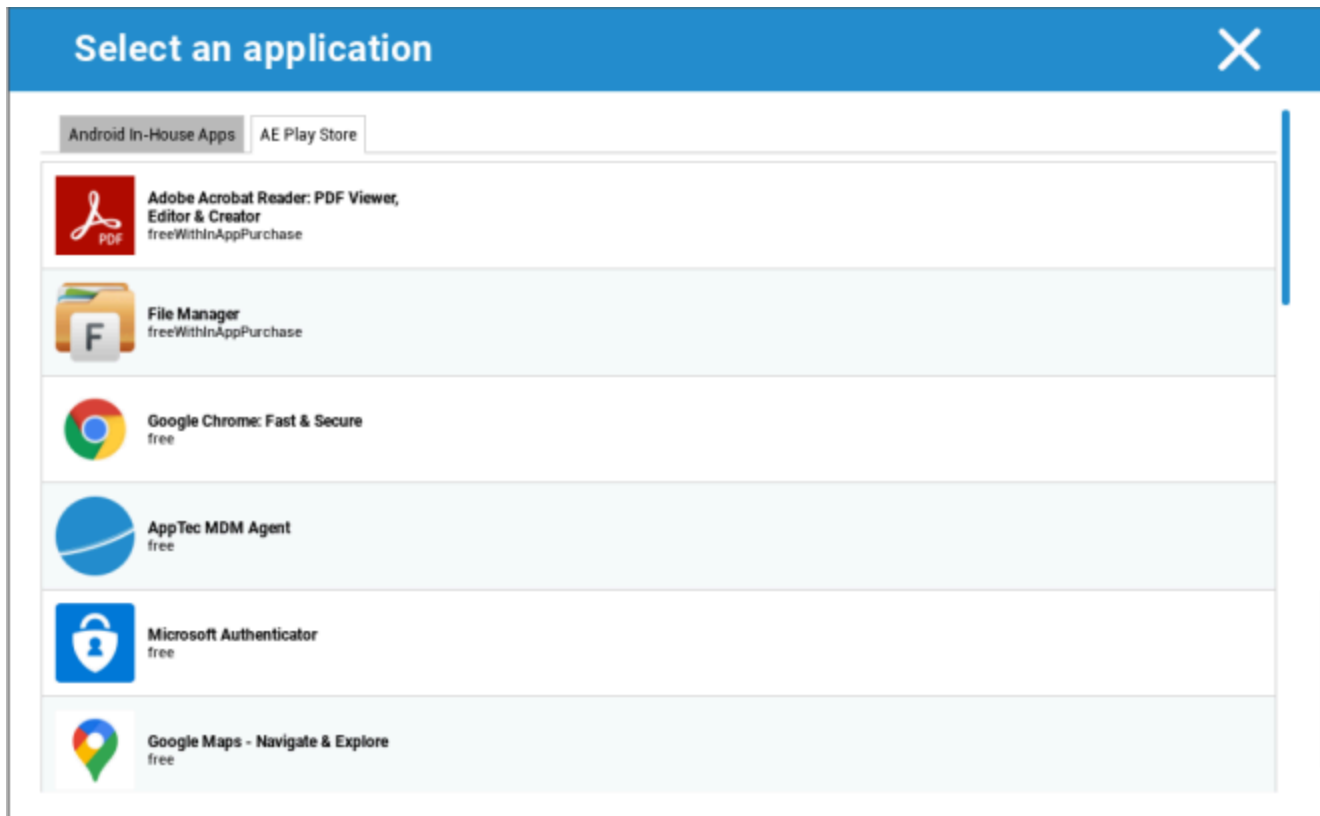 Select an application
Android In-House Apps
AE Play Store
Adobe Acrobat Reader: PDF Viewer,
Editor & Creator
freeWithInAppPurchase
PDF
File Manager
freeWithInAppPurchase
F
Google Chrome: Fast & Secure
free
AppTec MDM Agent
free
Microsoft Authenticator
free
Google Maps - Navigate & Explore
free